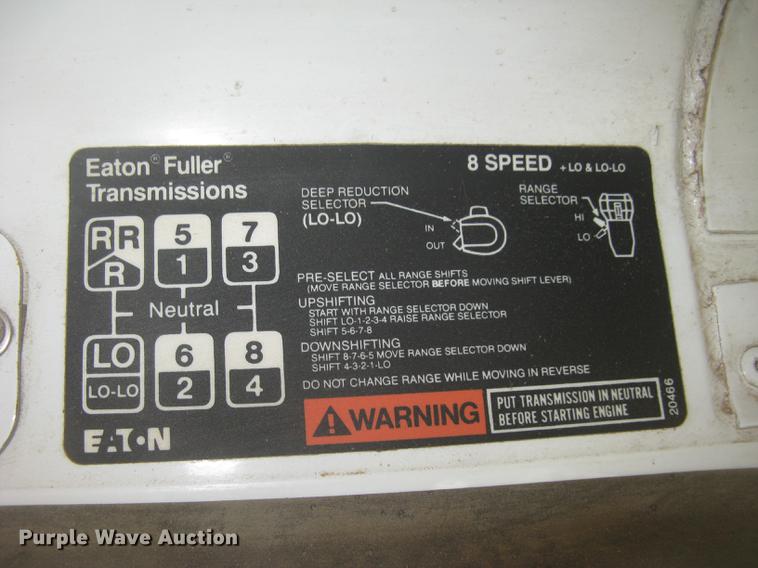 Eaton® Fuller®
Transmissions
8 SPEED + LO & LO-LO
DEEP REDUCTION
SELECTOR
(LO-LO)
IN
OUT
RANGE
SELECTOR
HI
LO
R R
R
5
1
7
3
Neutral
LO
LO-LO
6
2
8
4
PRE-SELECT ALL RANGE SHIFTS
(MOVE RANGE SELECTOR BEFORE MOVING SHIFT LEVER)
UPSHIFTING
START WITH RANGE SELECTOR DOWN
SHIFT LO-1-2-3-4 RAISE RANGE SELECTOR
SHIFT 5-6-7-8
DOWNSHIFTING
SHIFT 8-7-6-5 MOVE RANGE SELECTOR DOWN
SHIFT 4-3-2-1-LO
DO NOT CHANGE RANGE WHILE MOVING IN REVERSE
WARNING
PUT TRANSMISSION IN NEUTRAL
BEFORE STARTING ENGINE
20466
EATON
Purple Wave Auction